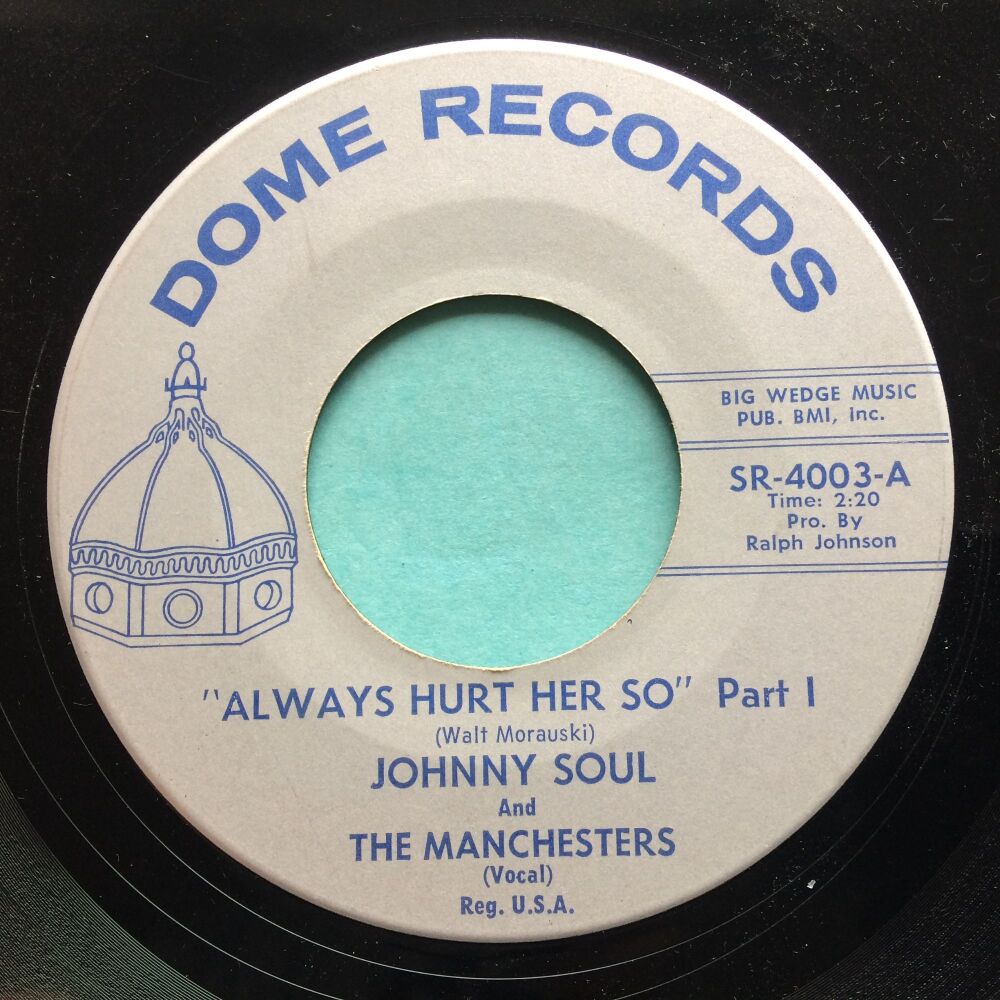 DOME RECORDS
BIG WEDGE MUSIC
PUB. BMI, Inc.
SR-4003-A
Time: 2:20
Pro. By
Ralph Johnson
"ALWAYS HURT HER SO" Part I
(Walt Morauski)
JOHNNY SOUL
And
THE MANCHESTERS
(Vocal)
Reg. U.S.A.